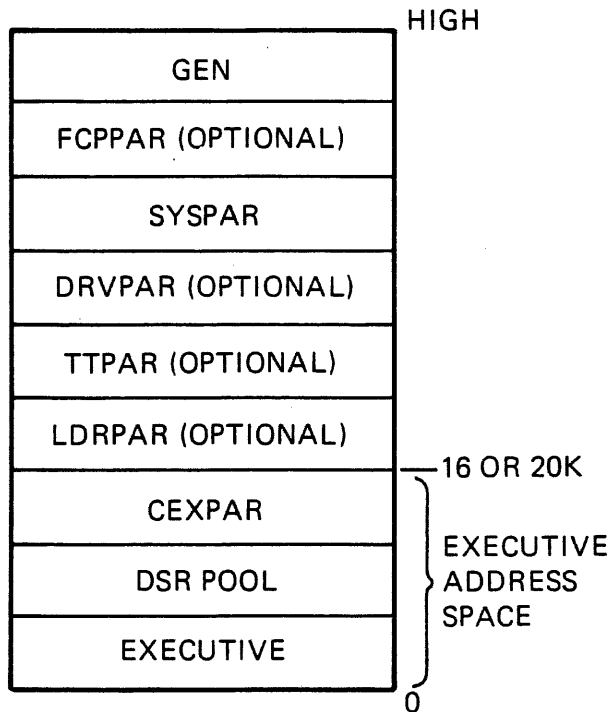 HIGH
GEN
FCPPAR (OPTIONAL)
SYSPAR
DRVPAR (OPTIONAL)
TTPAR (OPTIONAL)
LDRPAR (OPTIONAL)
16 OR 20K
CEXPAR
DSR POOL
EXECUTIVE
EXECUTIVE
ADDRESS
SPACE
0